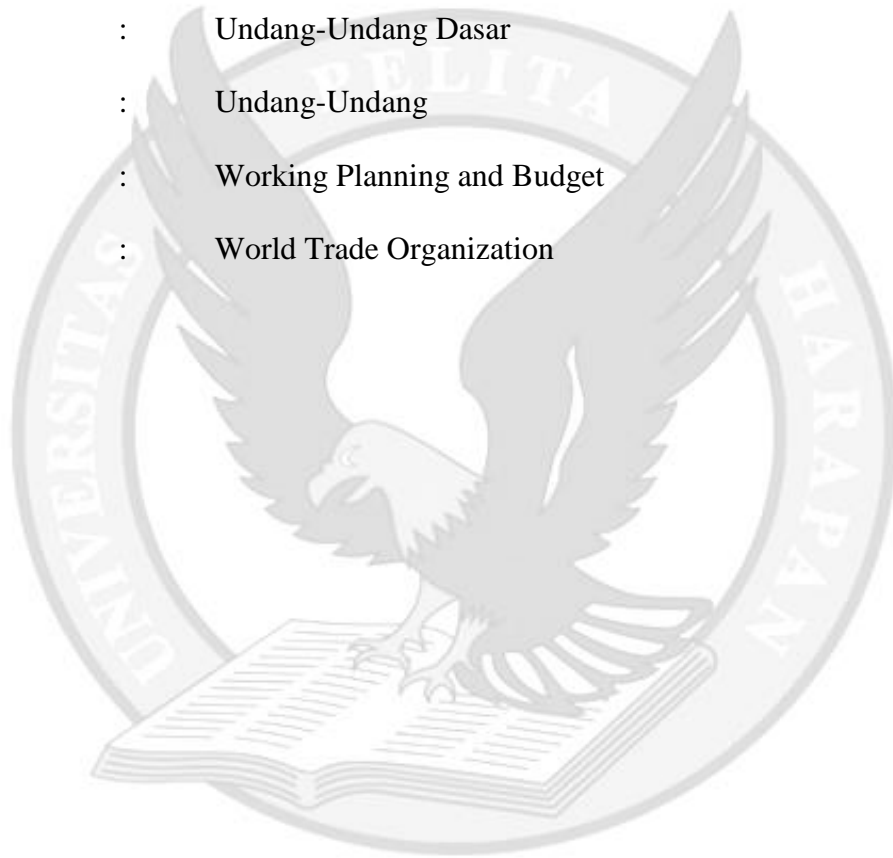 : Undang-Undang Dasar
: Undang-Undang
: Working Planning and Budget
: World Trade Organization
UNIVERSITAS PELITA HARAPAN